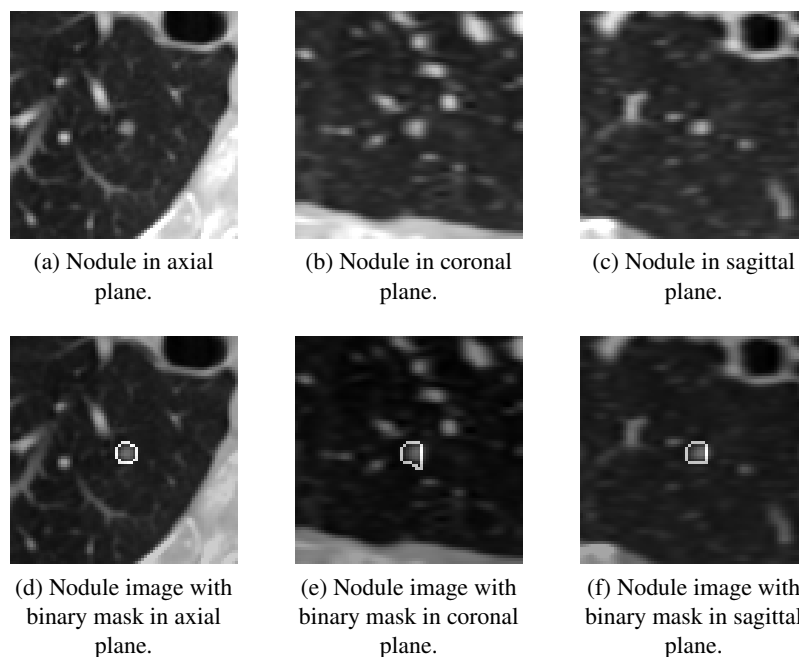 (a) Nodule in axial
plane.
(b) Nodule in coronal
plane.
(c) Nodule in sagittal
plane.
(d) Nodule image with
binary mask in axial
plane.
(e) Nodule image with
binary mask in coronal
plane.
(f) Nodule image with
binary mask in sagittal
plane.